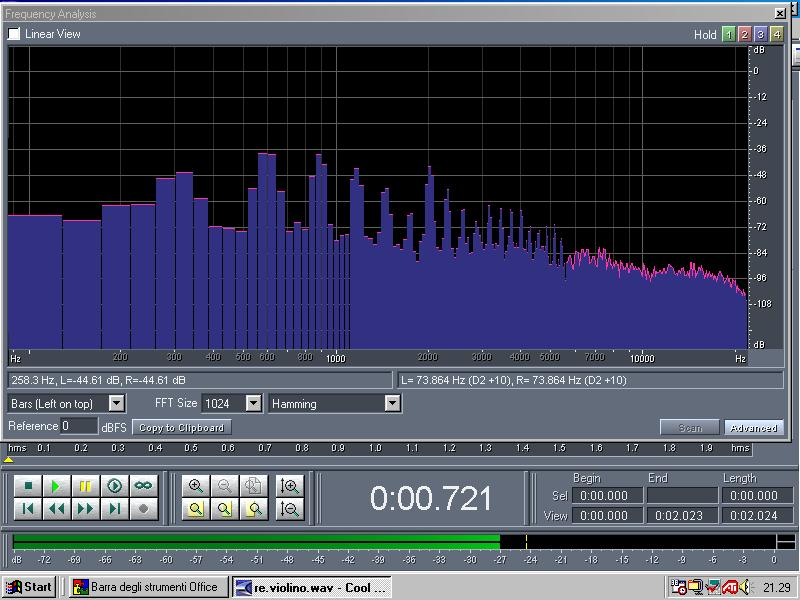 Frequency Analysis
Linear View
Hold 1 2 3 4
dB
0
-12
-24
-36
-48
-60
-72
-84
-96
-108
dB
Hz 200 300 400 500 600 800 1000 2000 3000 4000 5000 7000 10000 Hz
258.3 Hz, L=-44.61 dB, R=-44.61 dB
L= 73.864 Hz (D2 +10), R= 73.864 Hz (D2 +10)
Bars (Left on top) FFT Size 1024 Hamming
Reference 0 dBFS Copy to Clipboard Scan Advanced
hms 0.1 0.2 0.3 0.4 0.5 0.6 0.7 0.8 0.9 1.0 1.1 1.2 1.3 1.4 1.5 1.6 1.7 1.8 1.9 hms
0:00.721
Begin End Length
Sel 0:00.000 0:00.000
View 0:00.000 0:02.023 0:02.024
dB -72 -69 -66 -63 -60 -57 -54 -51 -48 -45 -42 -39 -36 -33 -30 -27 -24 -21 -18 -15 -12 -9 -6 -3 0
Start Barra degli strumenti Office re.violino.wav - Cool ... 21.29